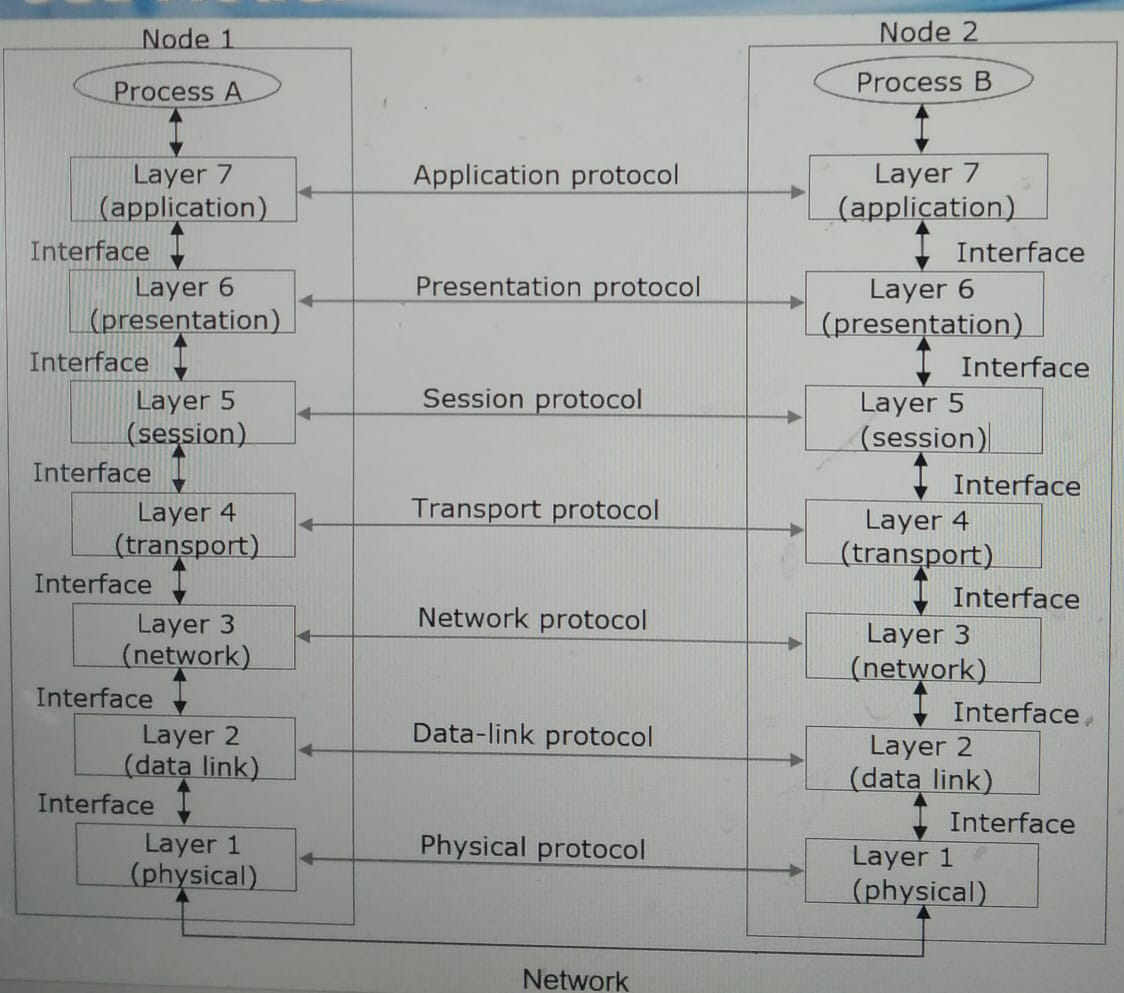 Node 1
Process A
Layer 7
(application)
Interface
Layer 6
(presentation)
Interface
Layer 5
(session)
Interface
Layer 4
(transport)
Interface
Layer 3
(network)
Interface
Layer 2
(data link)
Interface
Layer 1
(physical)
Application protocol
Presentation protocol
Session protocol
Transport protocol
Network protocol
Data-link protocol
Physical protocol
Node 2
Process B
Layer 7
(application)
Interface
Layer 6
(presentation)
Interface
Layer 5
(session)
Interface
Layer 4
(transport)
Interface
Layer 3
(network)
Interface
Layer 2
(data link)
Interface
Layer 1
(physical)
Network